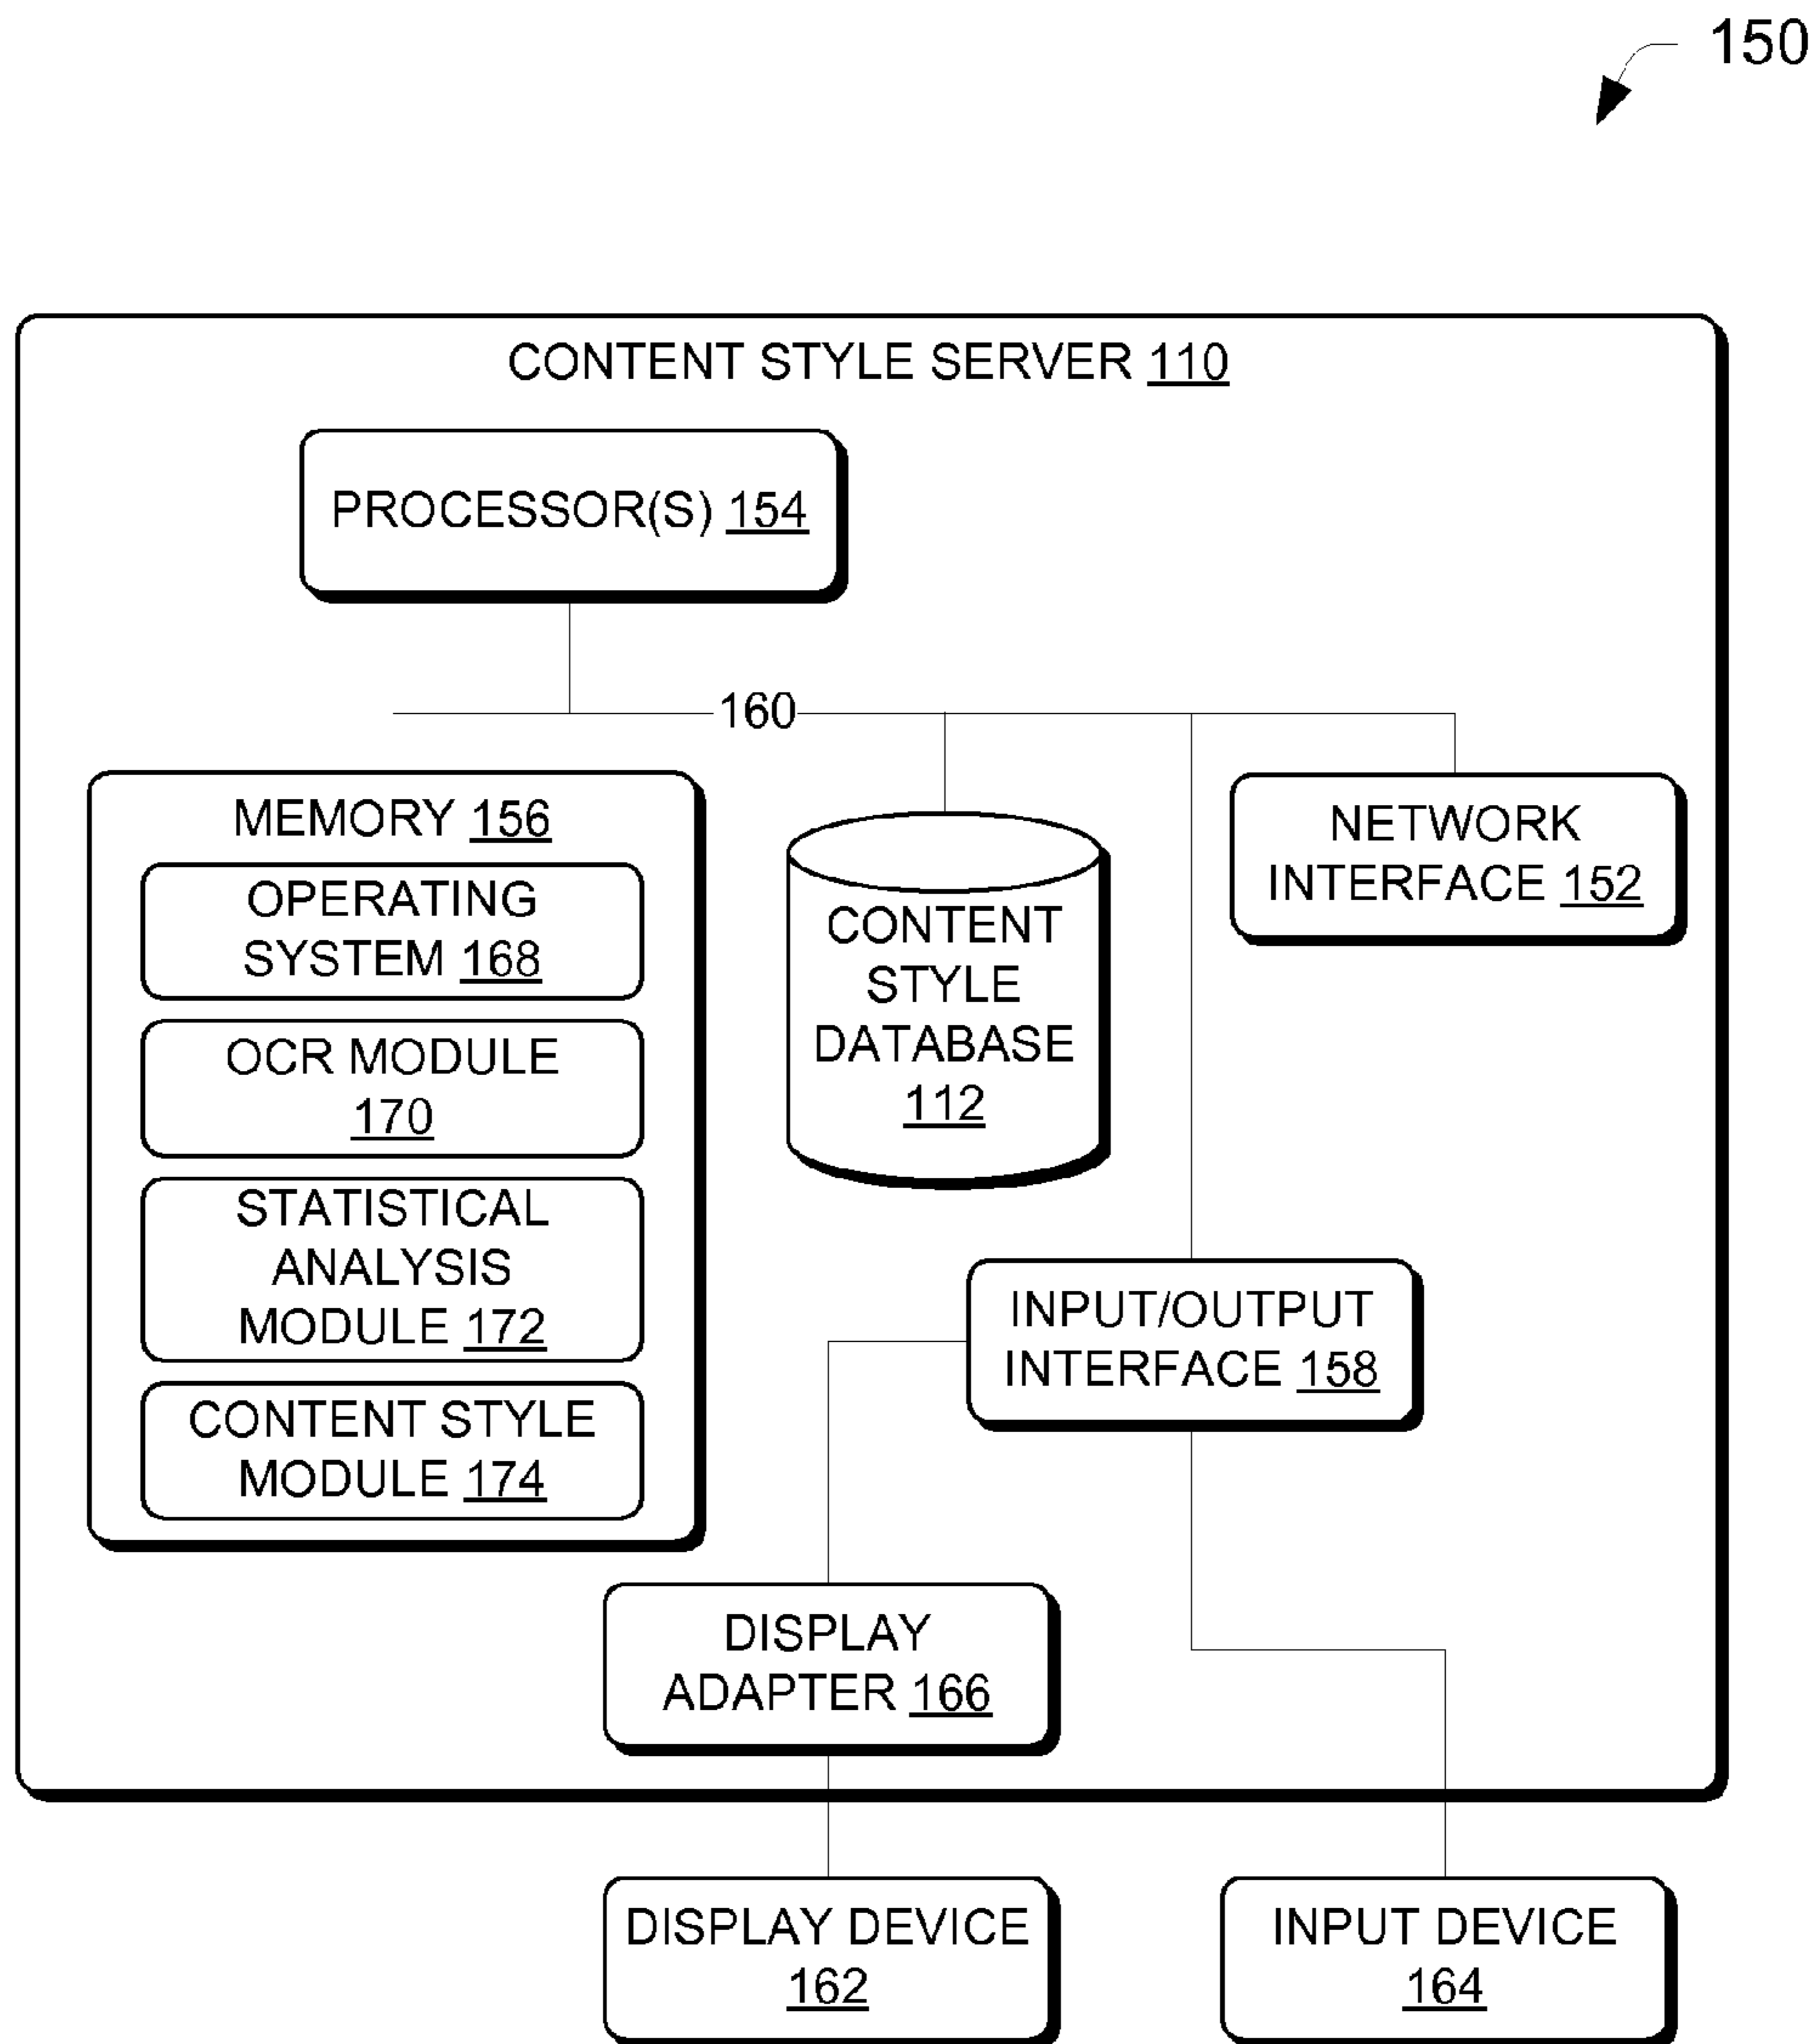 150
CONTENT STYLE SERVER 110
PROCESSOR(S) 154
160
MEMORY 156
OPERATING
SYSTEM 168
OCR MODULE
170
STATISTICAL
ANALYSIS
MODULE 172
CONTENT STYLE
MODULE 174
CONTENT
STYLE
DATABASE
112
NETWORK
INTERFACE 152
INPUT/OUTPUT
INTERFACE 158
DISPLAY
ADAPTER 166
DISPLAY DEVICE
162
INPUT DEVICE
164